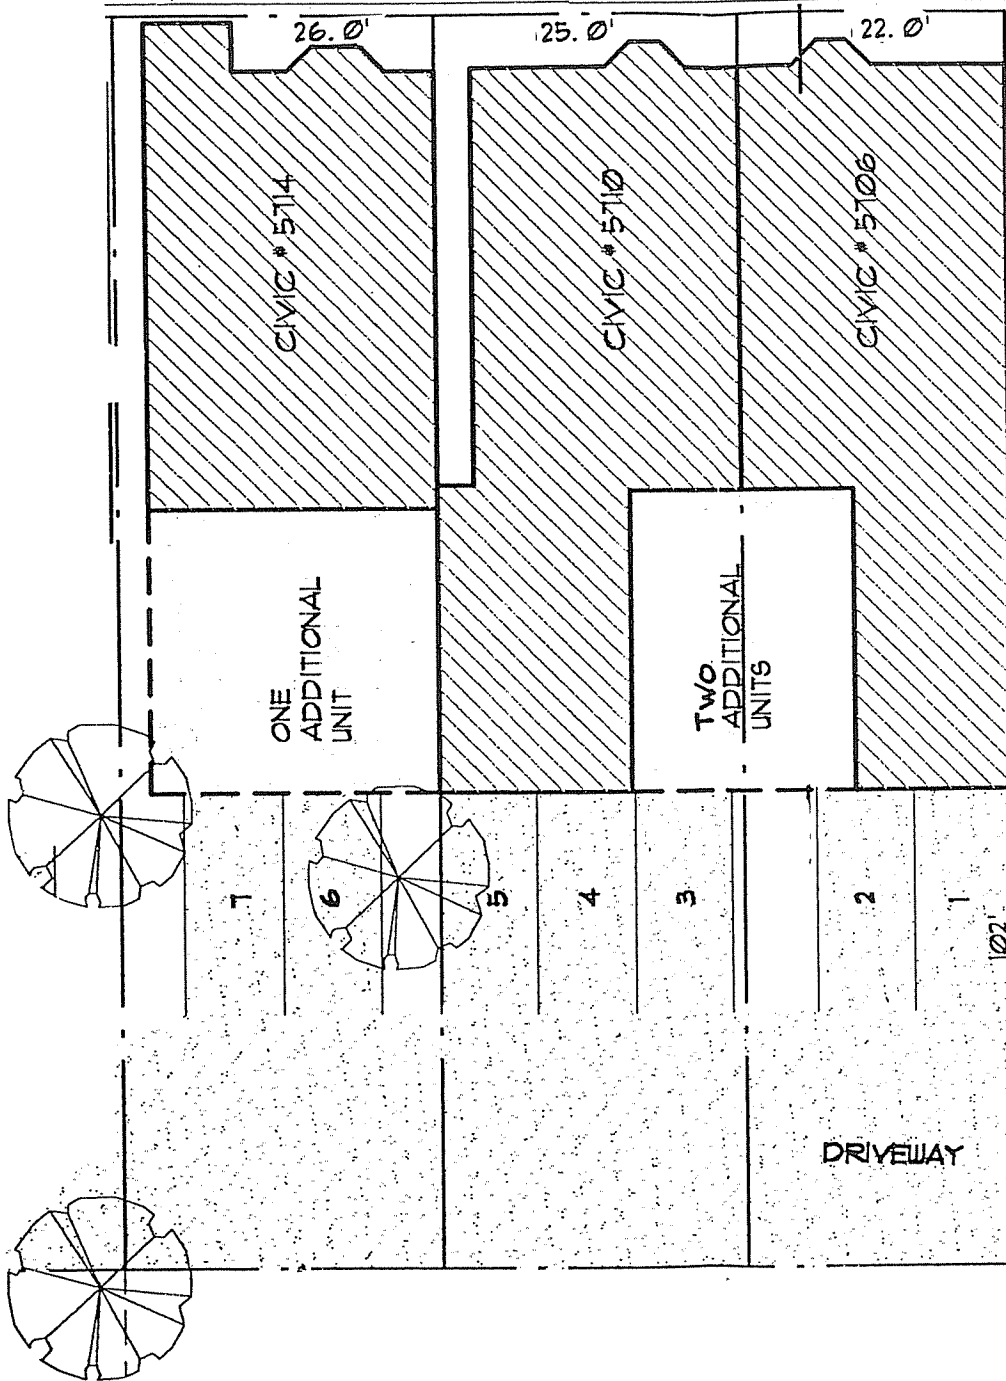 26.0'
25.0'
22.0'
CIVIC # 5714
CIVIC # 5710
CIVIC # 5706
ONE
ADDITIONAL
UNIT
TWO
ADDITIONAL
UNITS
7
6
5
4
3
2
1
102'
DRIVEWAY